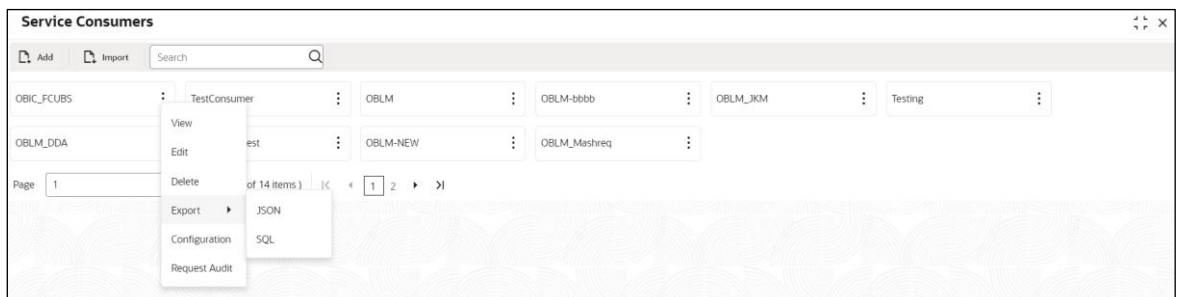 Service Consumers
Add Import Search
OBIC_FCUBS TestConsumer OBLM OBLM-bbbb OBLM_JKM Testing
View
OBLM_DDA est OBLM-NEW OBLM_Mashreq
Edit
Page 1 of 14 items ) 1 2
Delete
Export JSON
Configuration SQL
Request Audit